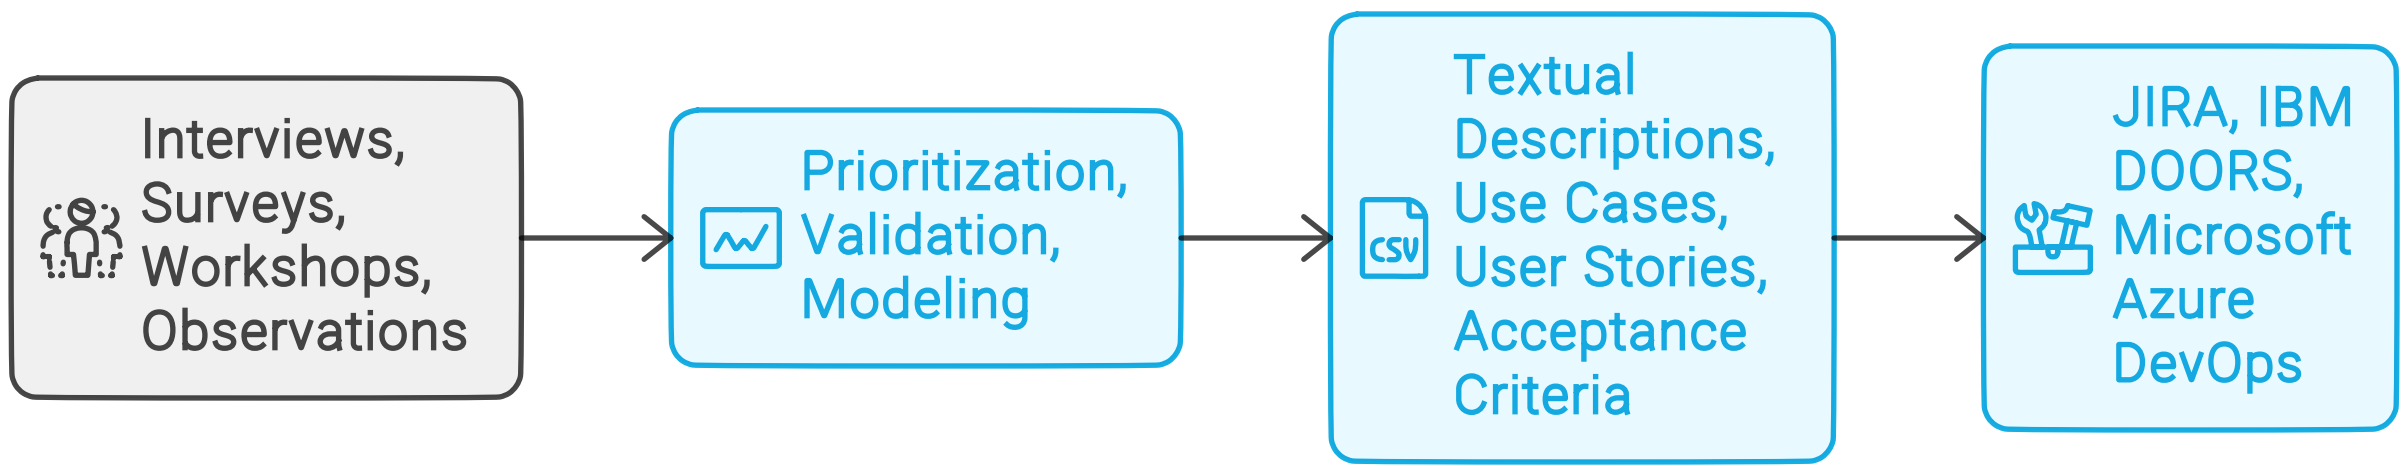 Interviews,
Surveys,
Workshops,
Observations
Prioritization,
Validation,
Modeling
CSV
Textual
Descriptions,
Use Cases,
User Stories,
Acceptance
Criteria
JIRA, IBM
DOORS,
Microsoft
Azure
DevOps